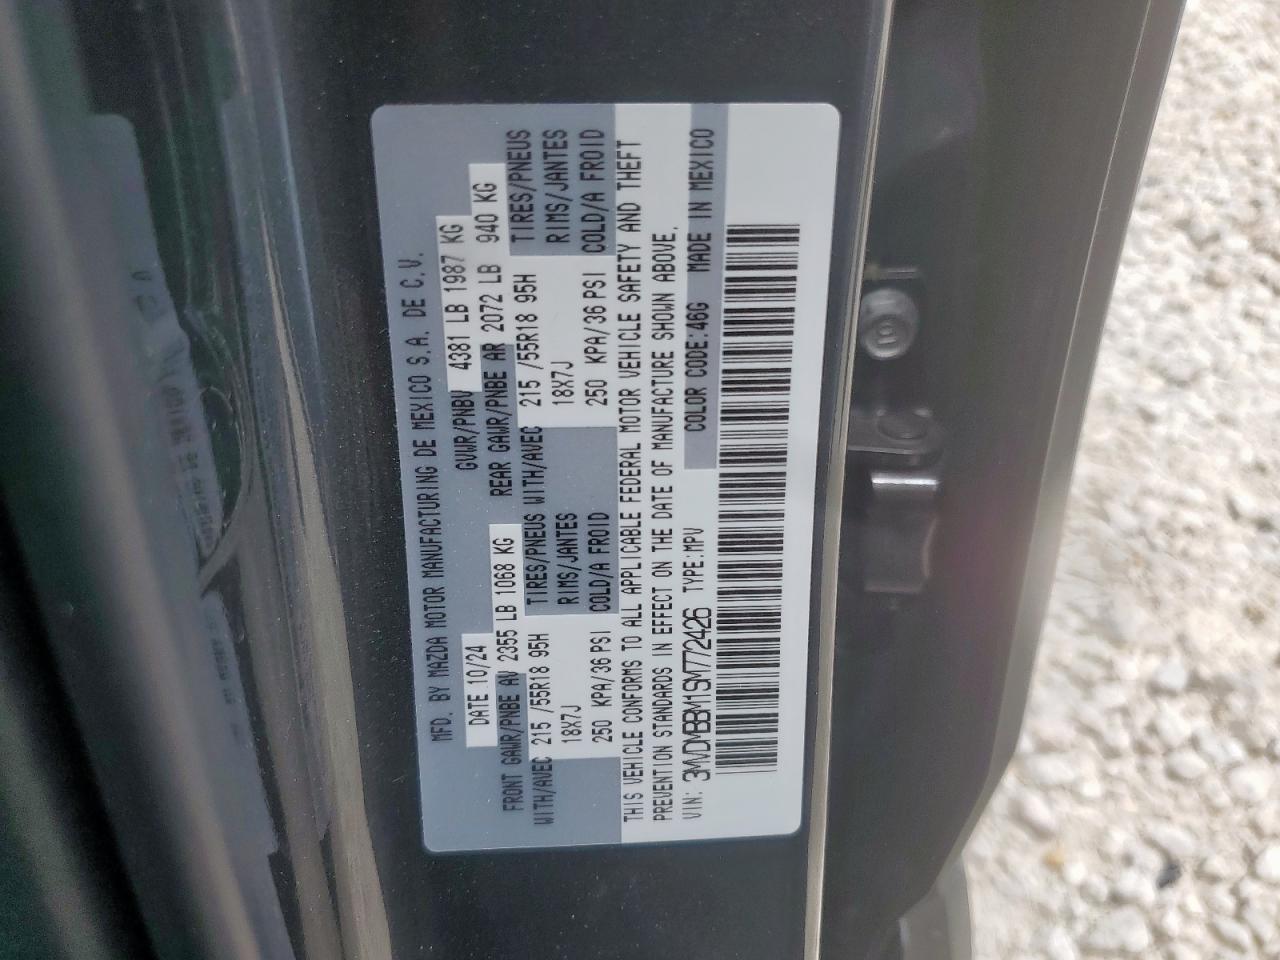 MFD. BY MAZDA MOTOR MANUFACTURING DE MEXICO S.A. DE C.V.
DATE 10/24 GVWR/PNBV 4381 LB 1987 KG
FRONT GAWR/PNBE AV 2355 LB 1068 KG REAR GAWR/PNBE AR 2072 LB 940 KG
WITH/AVEC 215 /55R18 95H TIRES/PNEUS WITH/AVEC 215 /55R18 95H TIRES/PNEUS
18X7J RIMS/JANTES 18X7J RIMS/JANTES
250 KPA/36 PSI COLD/A FROID 250 KPA/36 PSI COLD/A FROID
THIS VEHICLE CONFORMS TO ALL APPLICABLE FEDERAL MOTOR VEHICLE SAFETY AND THEFT
PREVENTION STANDARDS IN EFFECT ON THE DATE OF MANUFACTURE SHOWN ABOVE.
VIN: 3MVDMBBM1SM772426 TYPE:MPV COLOR CODE:46G MADE IN MEXICO